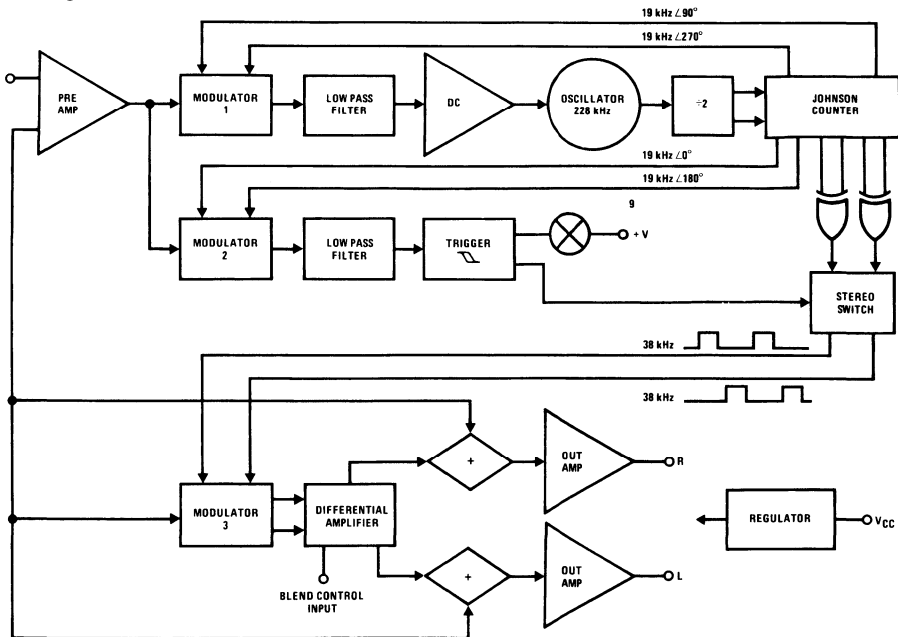 19 kHz ∠90°
19 kHz ∠270°
PRE
AMP
MODULATOR
1
LOW PASS
FILTER
DC
OSCILLATOR
228 kHz
÷2
JOHNSON
COUNTER
19 kHz ∠0°
19 kHz ∠180°
9
+ V
MODULATOR
2
LOW PASS
FILTER
TRIGGER
STEREO
SWITCH
38 kHz
38 kHz
+
OUT
AMP
R
MODULATOR
3
DIFFERENTIAL
AMPLIFIER
REGULATOR
VCC
BLEND CONTROL
INPUT
+
OUT
AMP
L